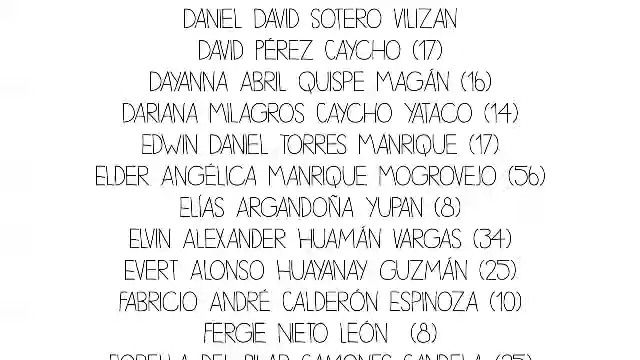 DANIEL DAVID SOTERO VILIZAN
DAVID PÉREZ CAYCHO (17)
DAYANNA ABRIL QUISPE MAGÁN (16)
DARIANA MILAGROS CAYCHO YATACO (14)
EDWIN DANIEL TORRES MANRIQUE (17)
ELDER ANGÉLICA MANRIQUE MOGROVEJO (56)
ELÍAS ARGANDOÑA YUPAN (8)
ELVIN ALEXANDER HUAMÁN VARGAS (34)
EVERT ALONSO HUAYANAY GUZMÁN (25)
FABRICIO ANDRÉ CALDERÓN ESPINOZA (10)
FERGIE NIETO LEÓN (8)
DEL PILAR